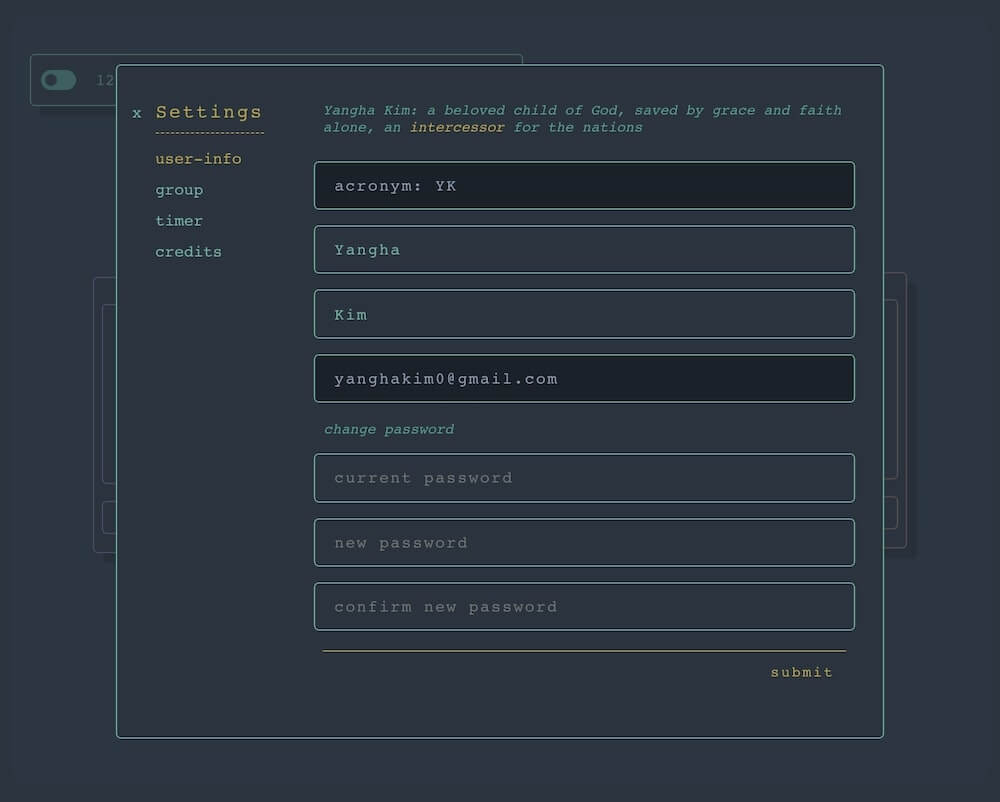 12
x Settings
user-info
group
timer
credits
Yangha Kim: a beloved child of God, saved by grace and faith
alone, an intercessor for the nations
acronym: YK
Yangha
Kim
yanghakim0@gmail.com
change password
current password
new password
confirm new password
submit